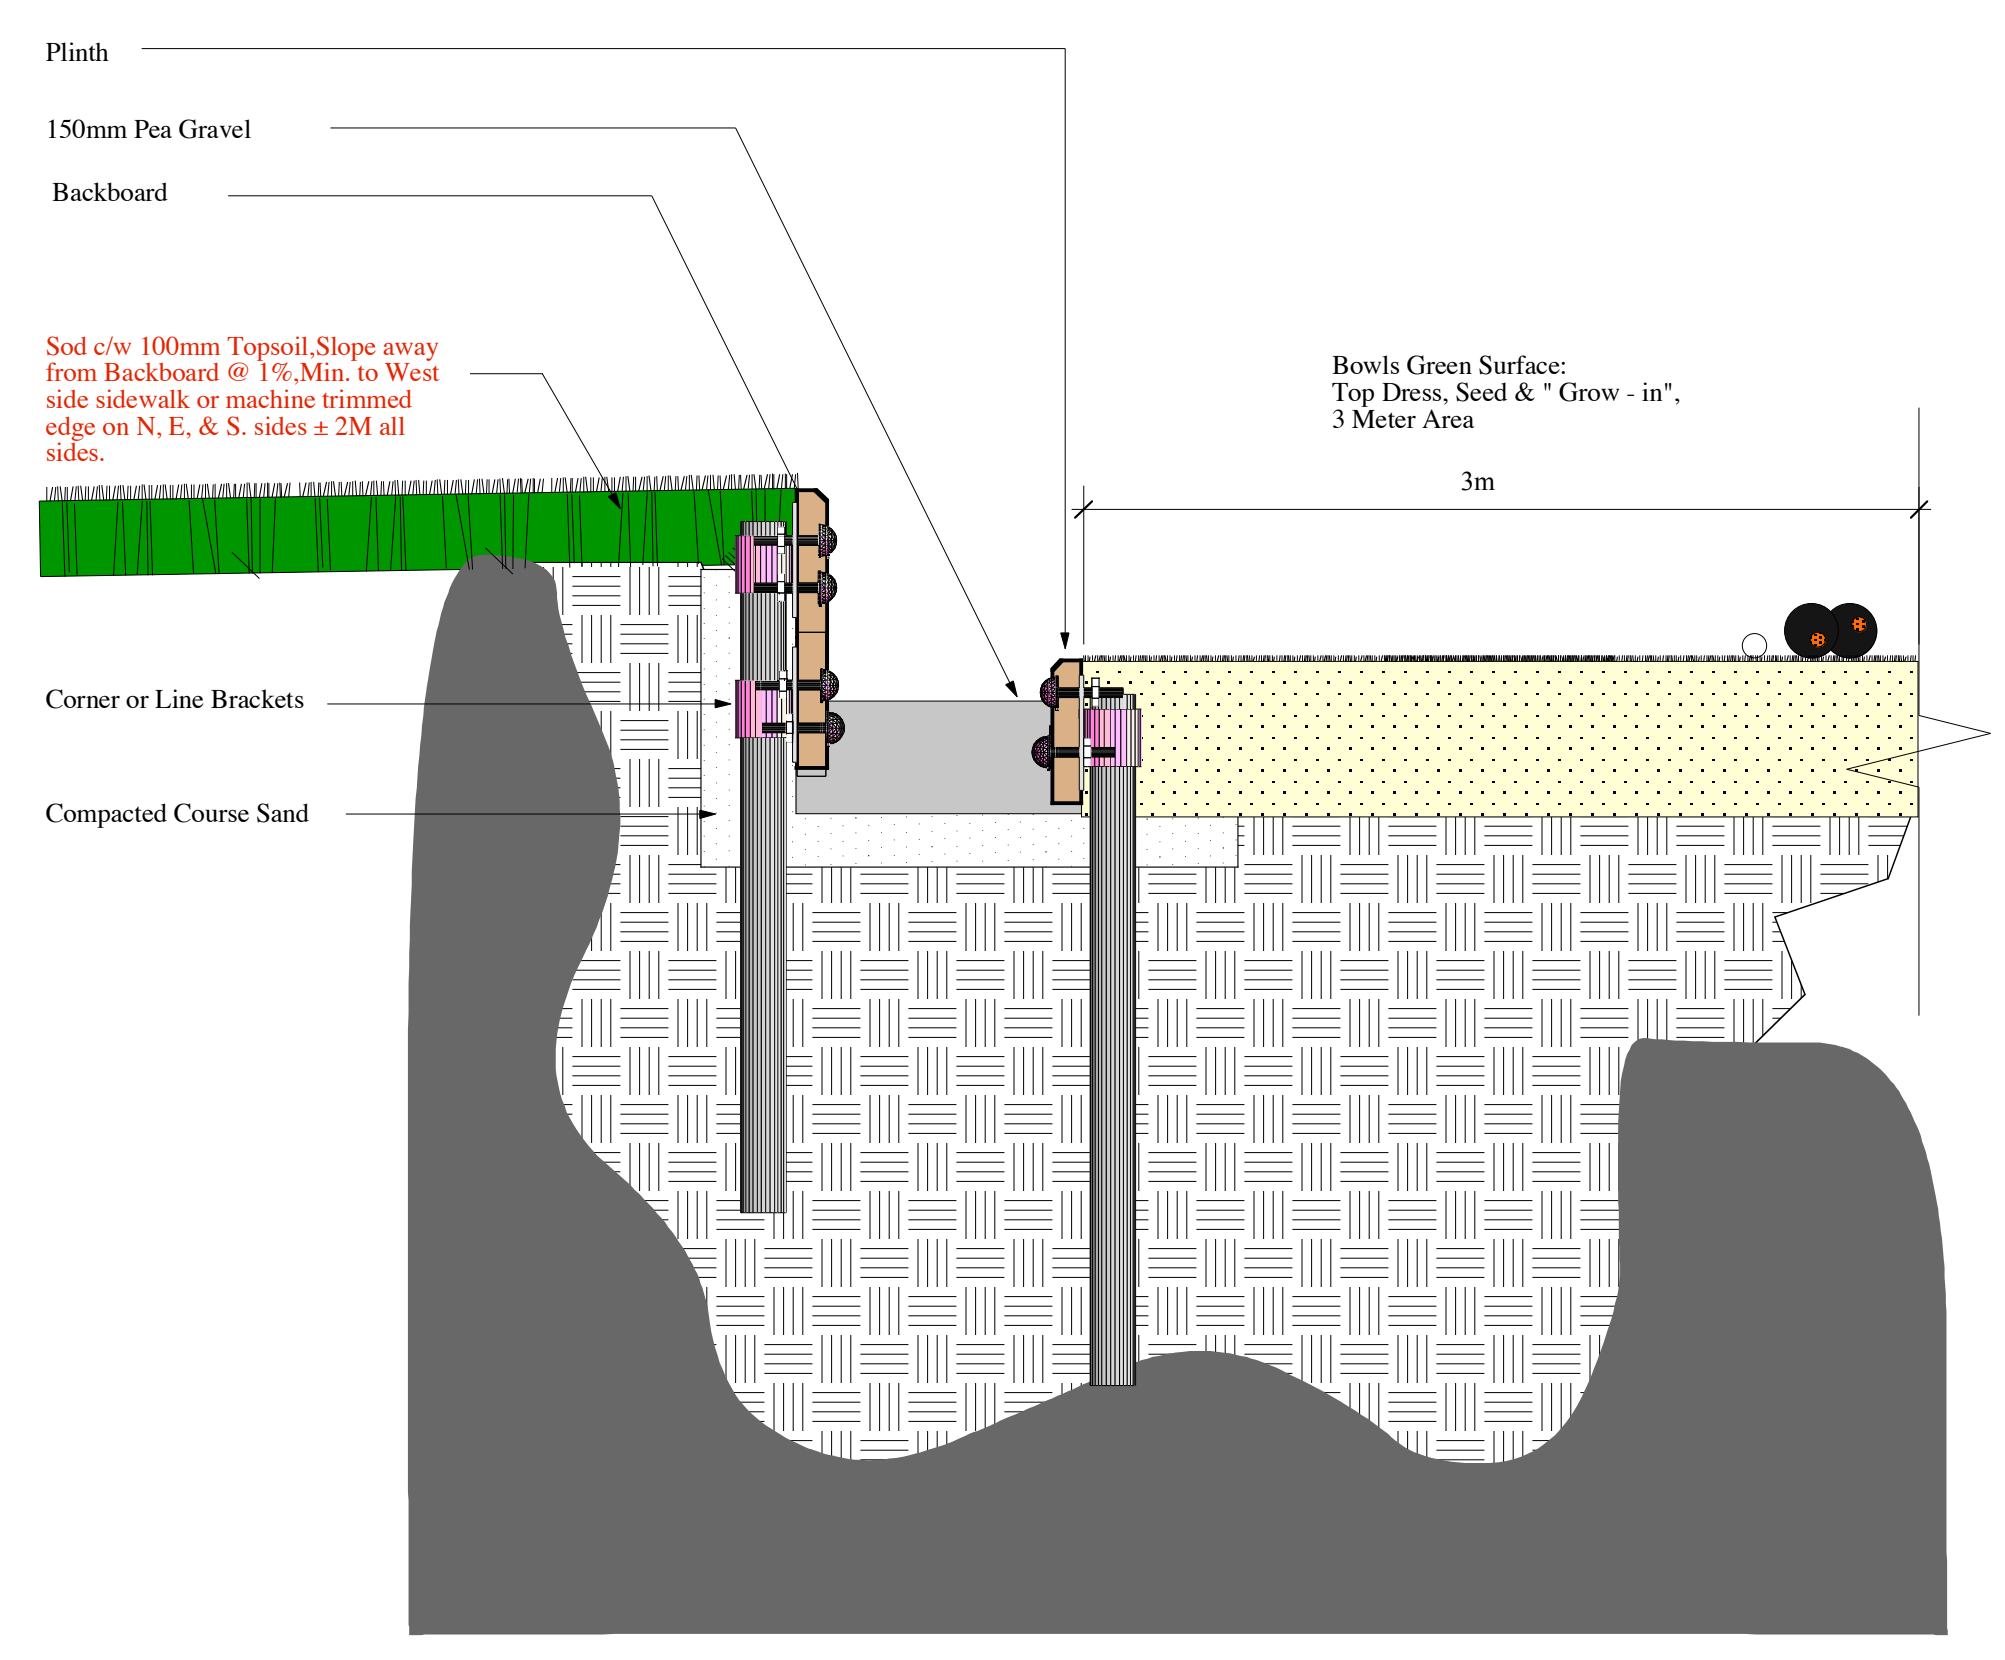 Plinth
150mm Pea Gravel
Backboard
Sod c/w 100mm Topsoil,Slope away
from Backboard @ 1%,Min. to West
side sidewalk or machine trimmed
edge on N, E, & S. sides ± 2M all
sides.
Bowls Green Surface:
Top Dress, Seed & " Grow - in",
3 Meter Area
3m
Corner or Line Brackets
Compacted Course Sand